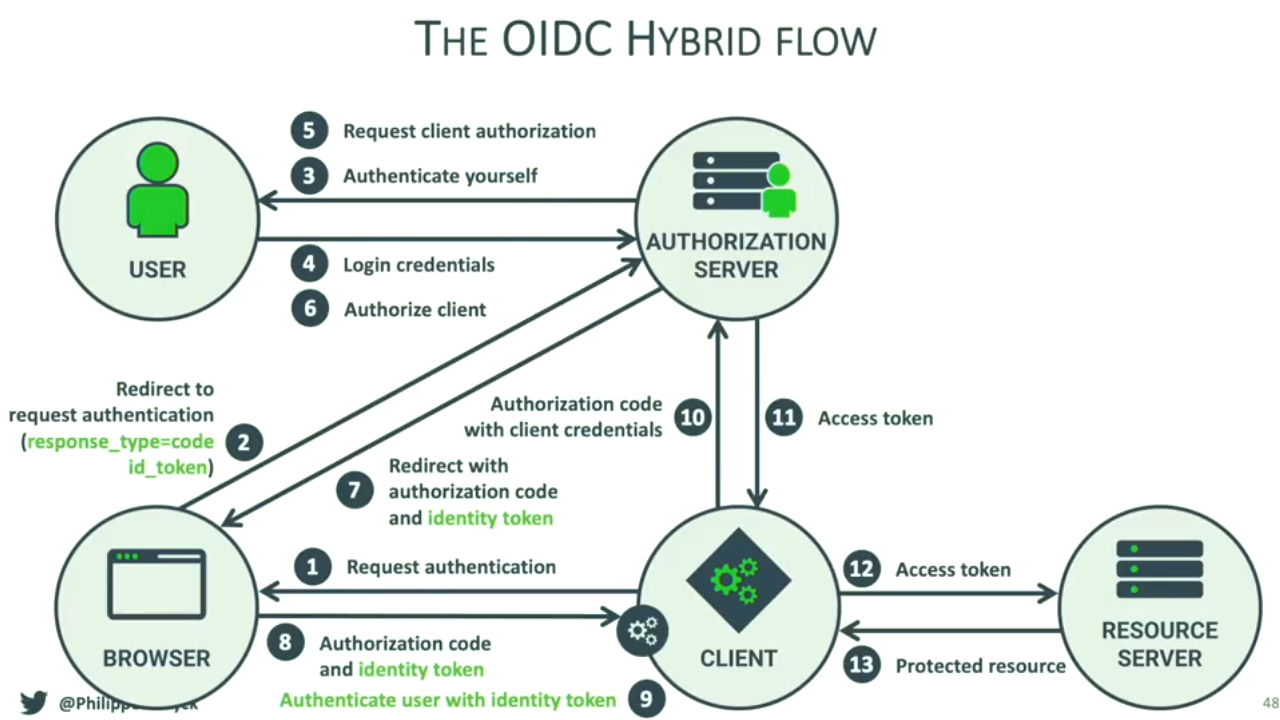 THE OIDC HYBRID FLOW
5 Request client authorization
3 Authenticate yourself
USER
AUTHORIZATION
SERVER
4 Login credentials
6 Authorize client
Redirect to
request authentication
(response_type=code
id_token)
2
Authorization code
with client credentials
10
11 Access token
7
Redirect with
authorization code
and identity token
1 Request authentication
12 Access token
8
Authorization code
and identity token
BROWSER
CLIENT
RESOURCE
SERVER
13 Protected resource
Authenticate user with identity token 9
48